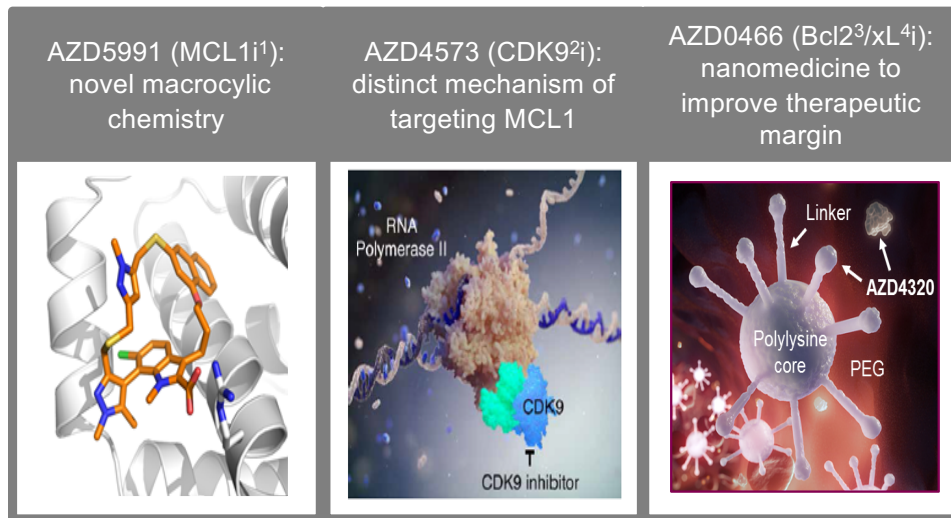 AZD5991 (MCL1i¹):
novel macrocylic
chemistry
AZD4573 (CDK9²i):
distinct mechanism of
targeting MCL1
AZD0466 (Bcl2³/xL⁴i):
nanomedicine to
improve therapeutic
margin
RNA
Polymerase II
CDK9
CDK9 inhibitor
Linker
AZD4320
Polylysine
core
PEG